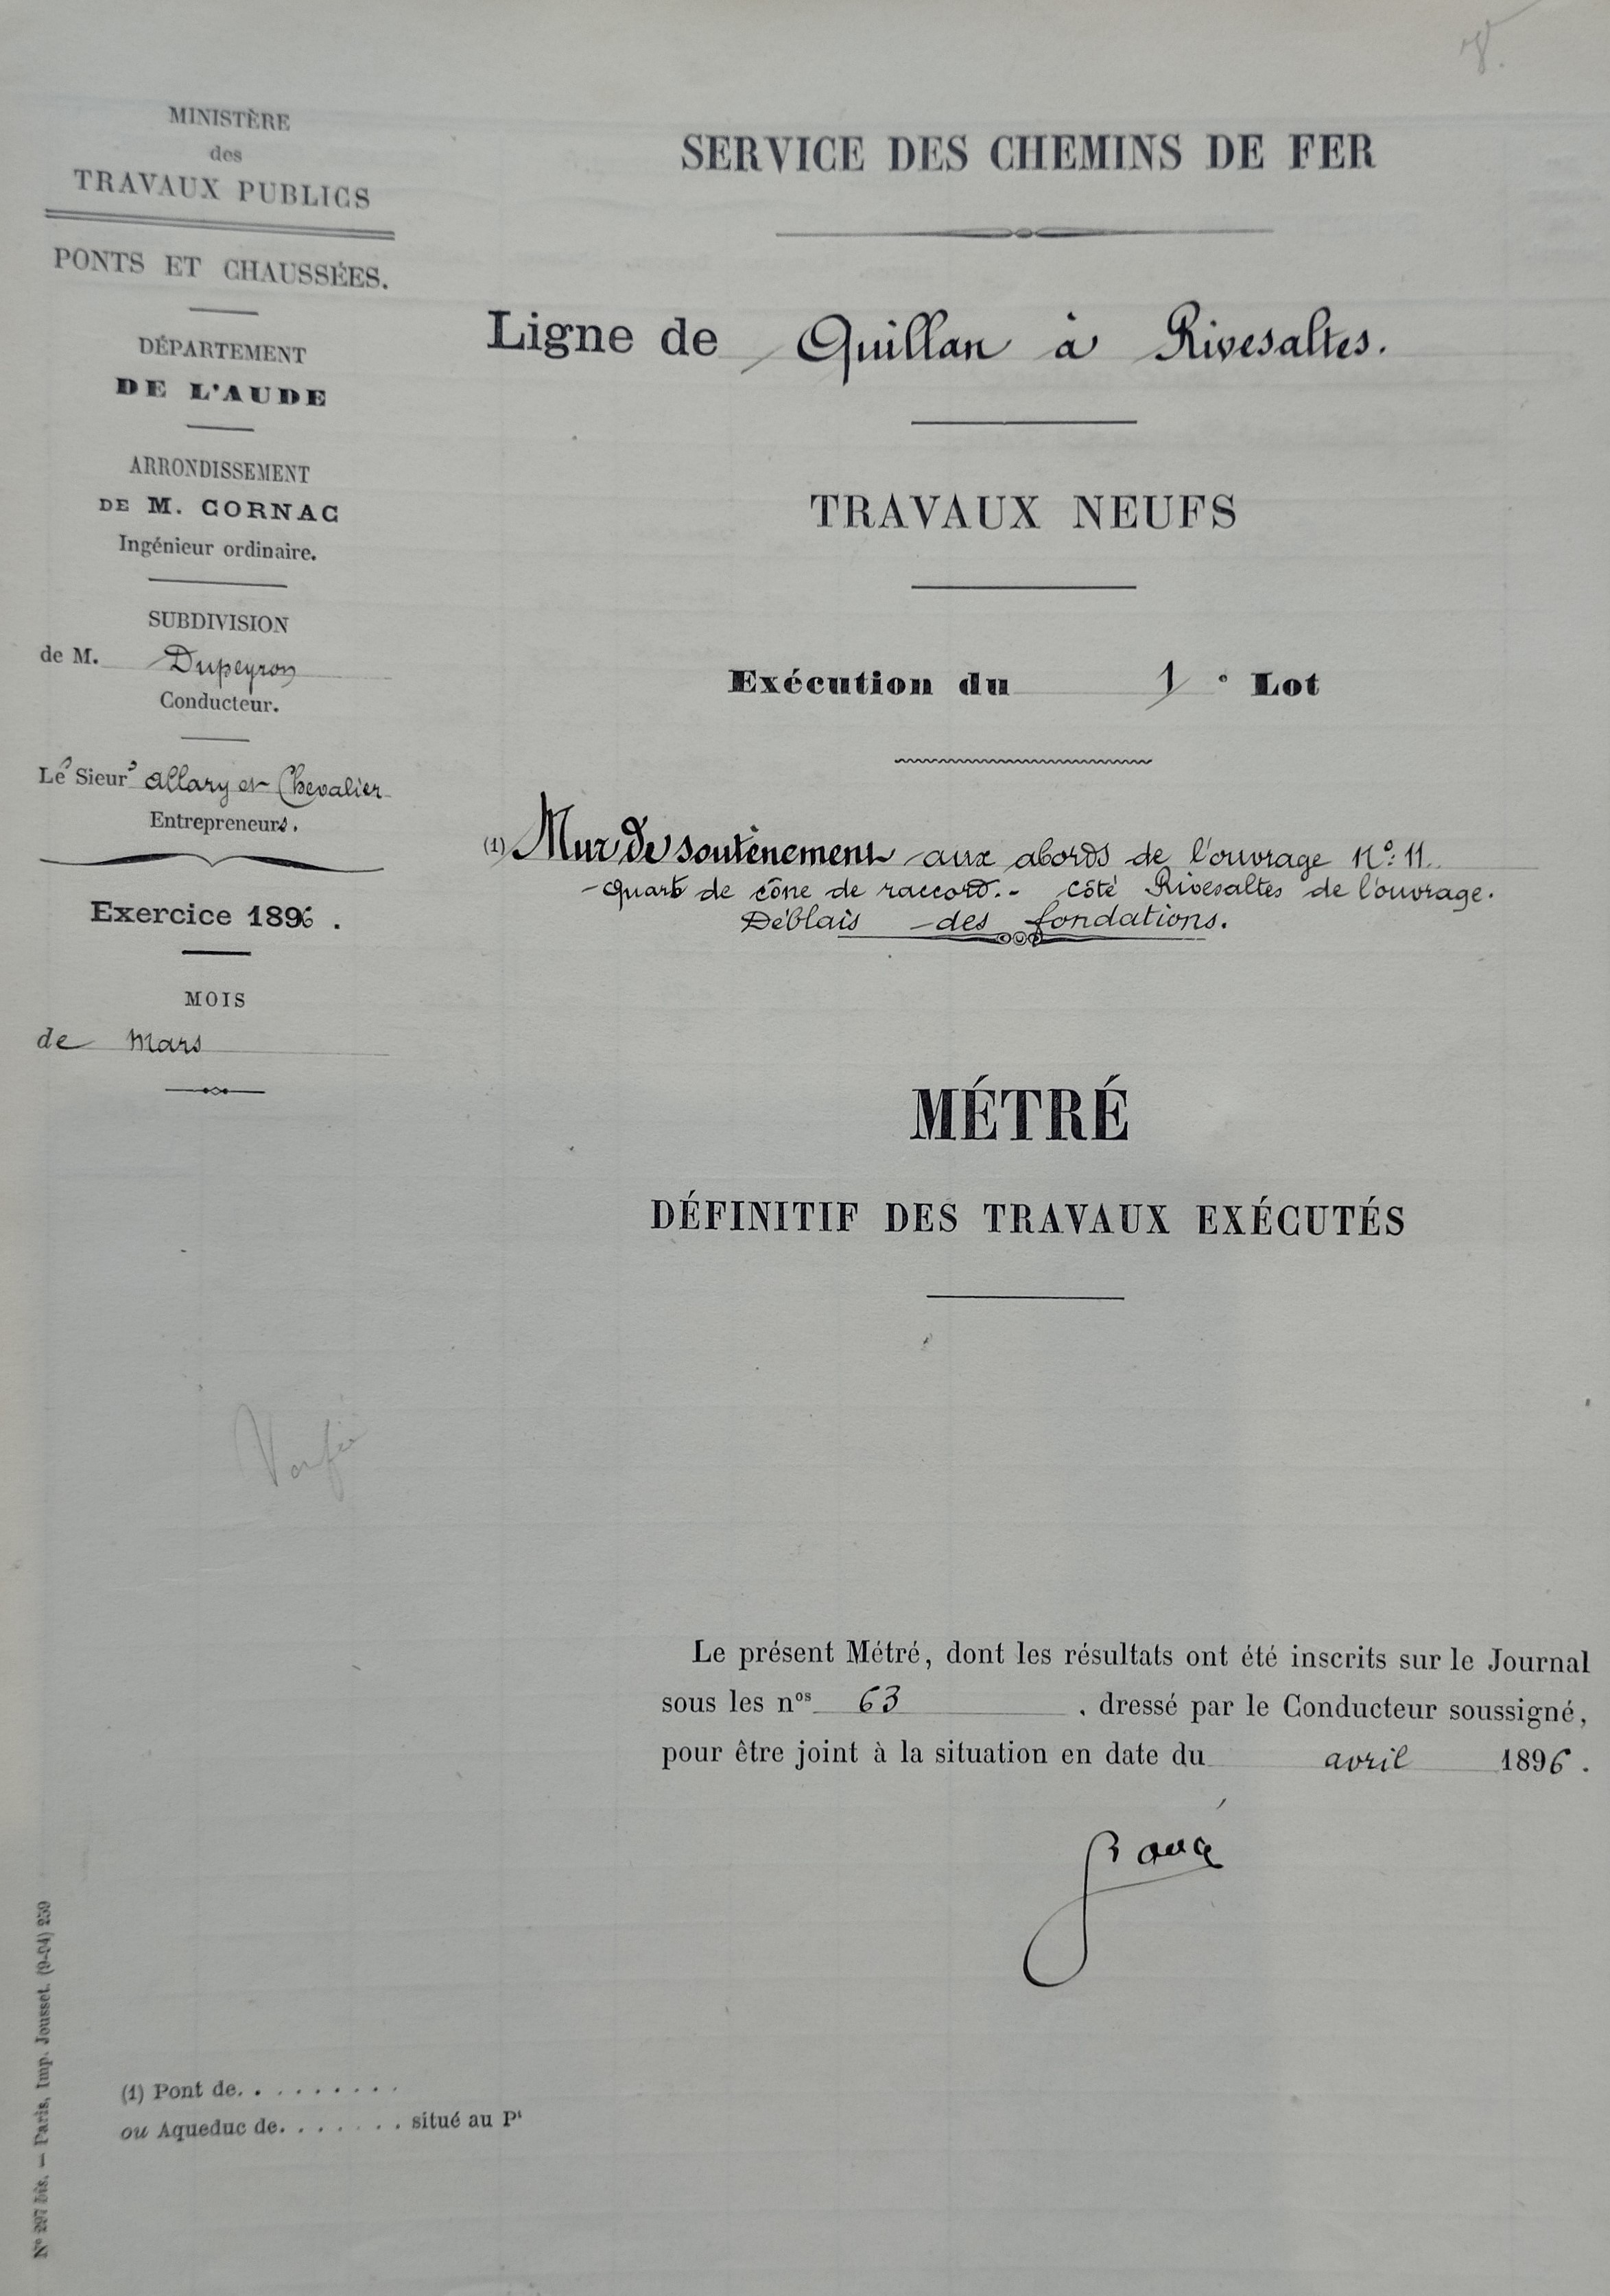 MINISTÈRE
des
TRAVAUX PUBLICS
PONTS ET CHAUSSÉES.
DÉPARTEMENT
DE L'AUDE
ARRONDISSEMENT
DE M. CORNAC
Ingénieur ordinaire.
SUBDIVISION
de M. Dupeyron
Conducteur.
Les Sieurs Allary et Chevalier
Entrepreneurs.
Exercice 1896.
MOIS
de Mars
SERVICE DES CHEMINS DE FER
Ligne de Quillan à Rivesaltes.
TRAVAUX NEUFS
Exécution du 1e Lot
(1) Mur de soutènement aux abords de l'ouvrage No: 11.
- Quart de cône de raccord. - Côté Rivesaltes de l'ouvrage.
Déblais des fondations.
MÉTRÉ
DÉFINITIF DES TRAVAUX EXÉCUTÉS
Le présent Métré, dont les résultats ont été inscrits sur le Journal
sous les nos 63 , dressé par le Conducteur soussigné,
pour être joint à la situation en date du avril 1896.
(1) Pont de. . . . . . . . . .
ou Aqueduc de. . . . . . . . situé au Pt
No 297 bis. — Paris, Imp. Jousset. (9-94) 259